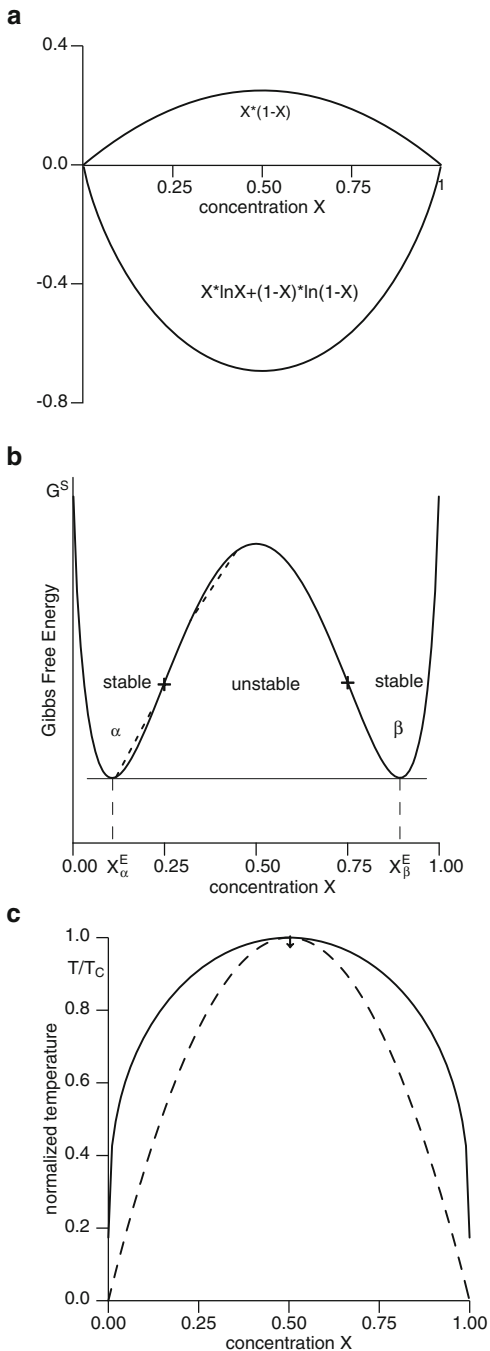 a
0.4
X*(1-X)
0.0
0.25 0.50 0.75 1
concentration X
-0.4
X*lnX+(1-X)*ln(1-X)
-0.8
b
Gˢ
Gibbs Free Energy
stable unstable stable
α β
0.00 X_α^E 0.25 0.50 0.75 X_β^E 1.00
concentration X
c
1.0
T/T_C
0.8
normalized temperature
0.6
0.4
0.2
0.0
0.00 0.25 0.50 0.75 1.00
concentration X